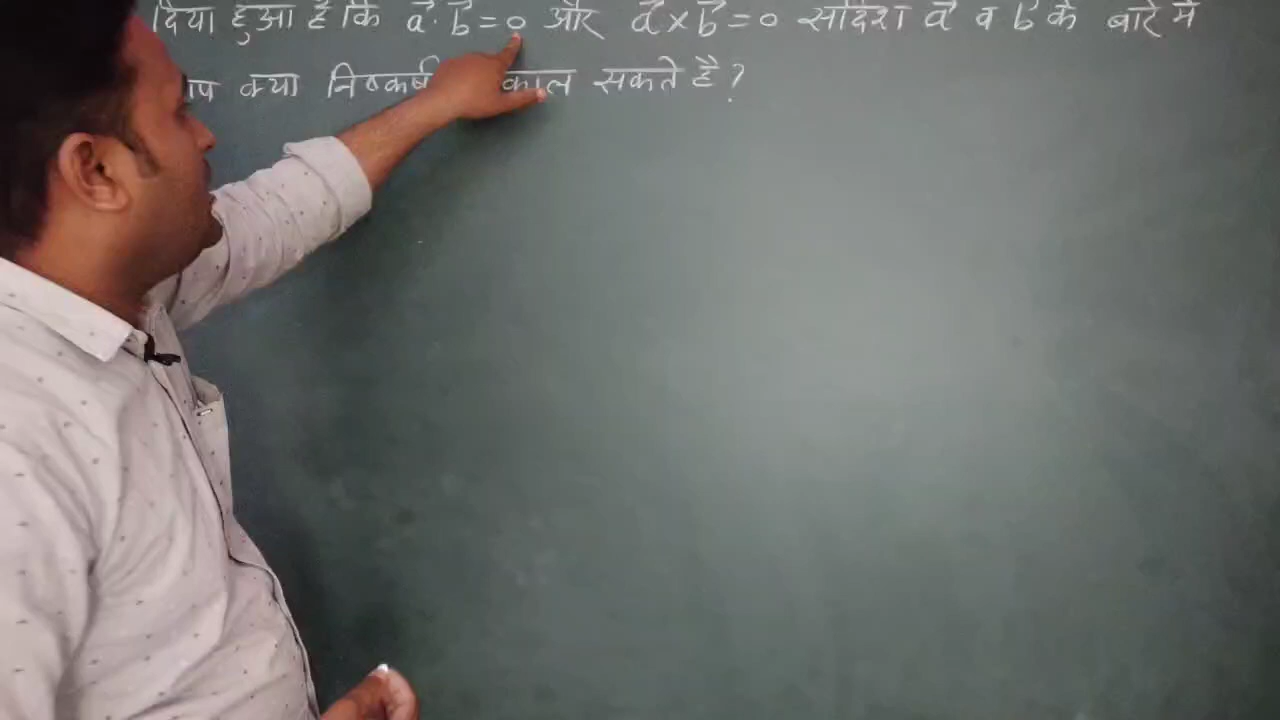 दिया हुआ है कि a⃗·b⃗=0 और a⃗×b⃗=0 सदिश a⃗ व b⃗ के बारे मे
क्या निष्कर्ष सकते है?